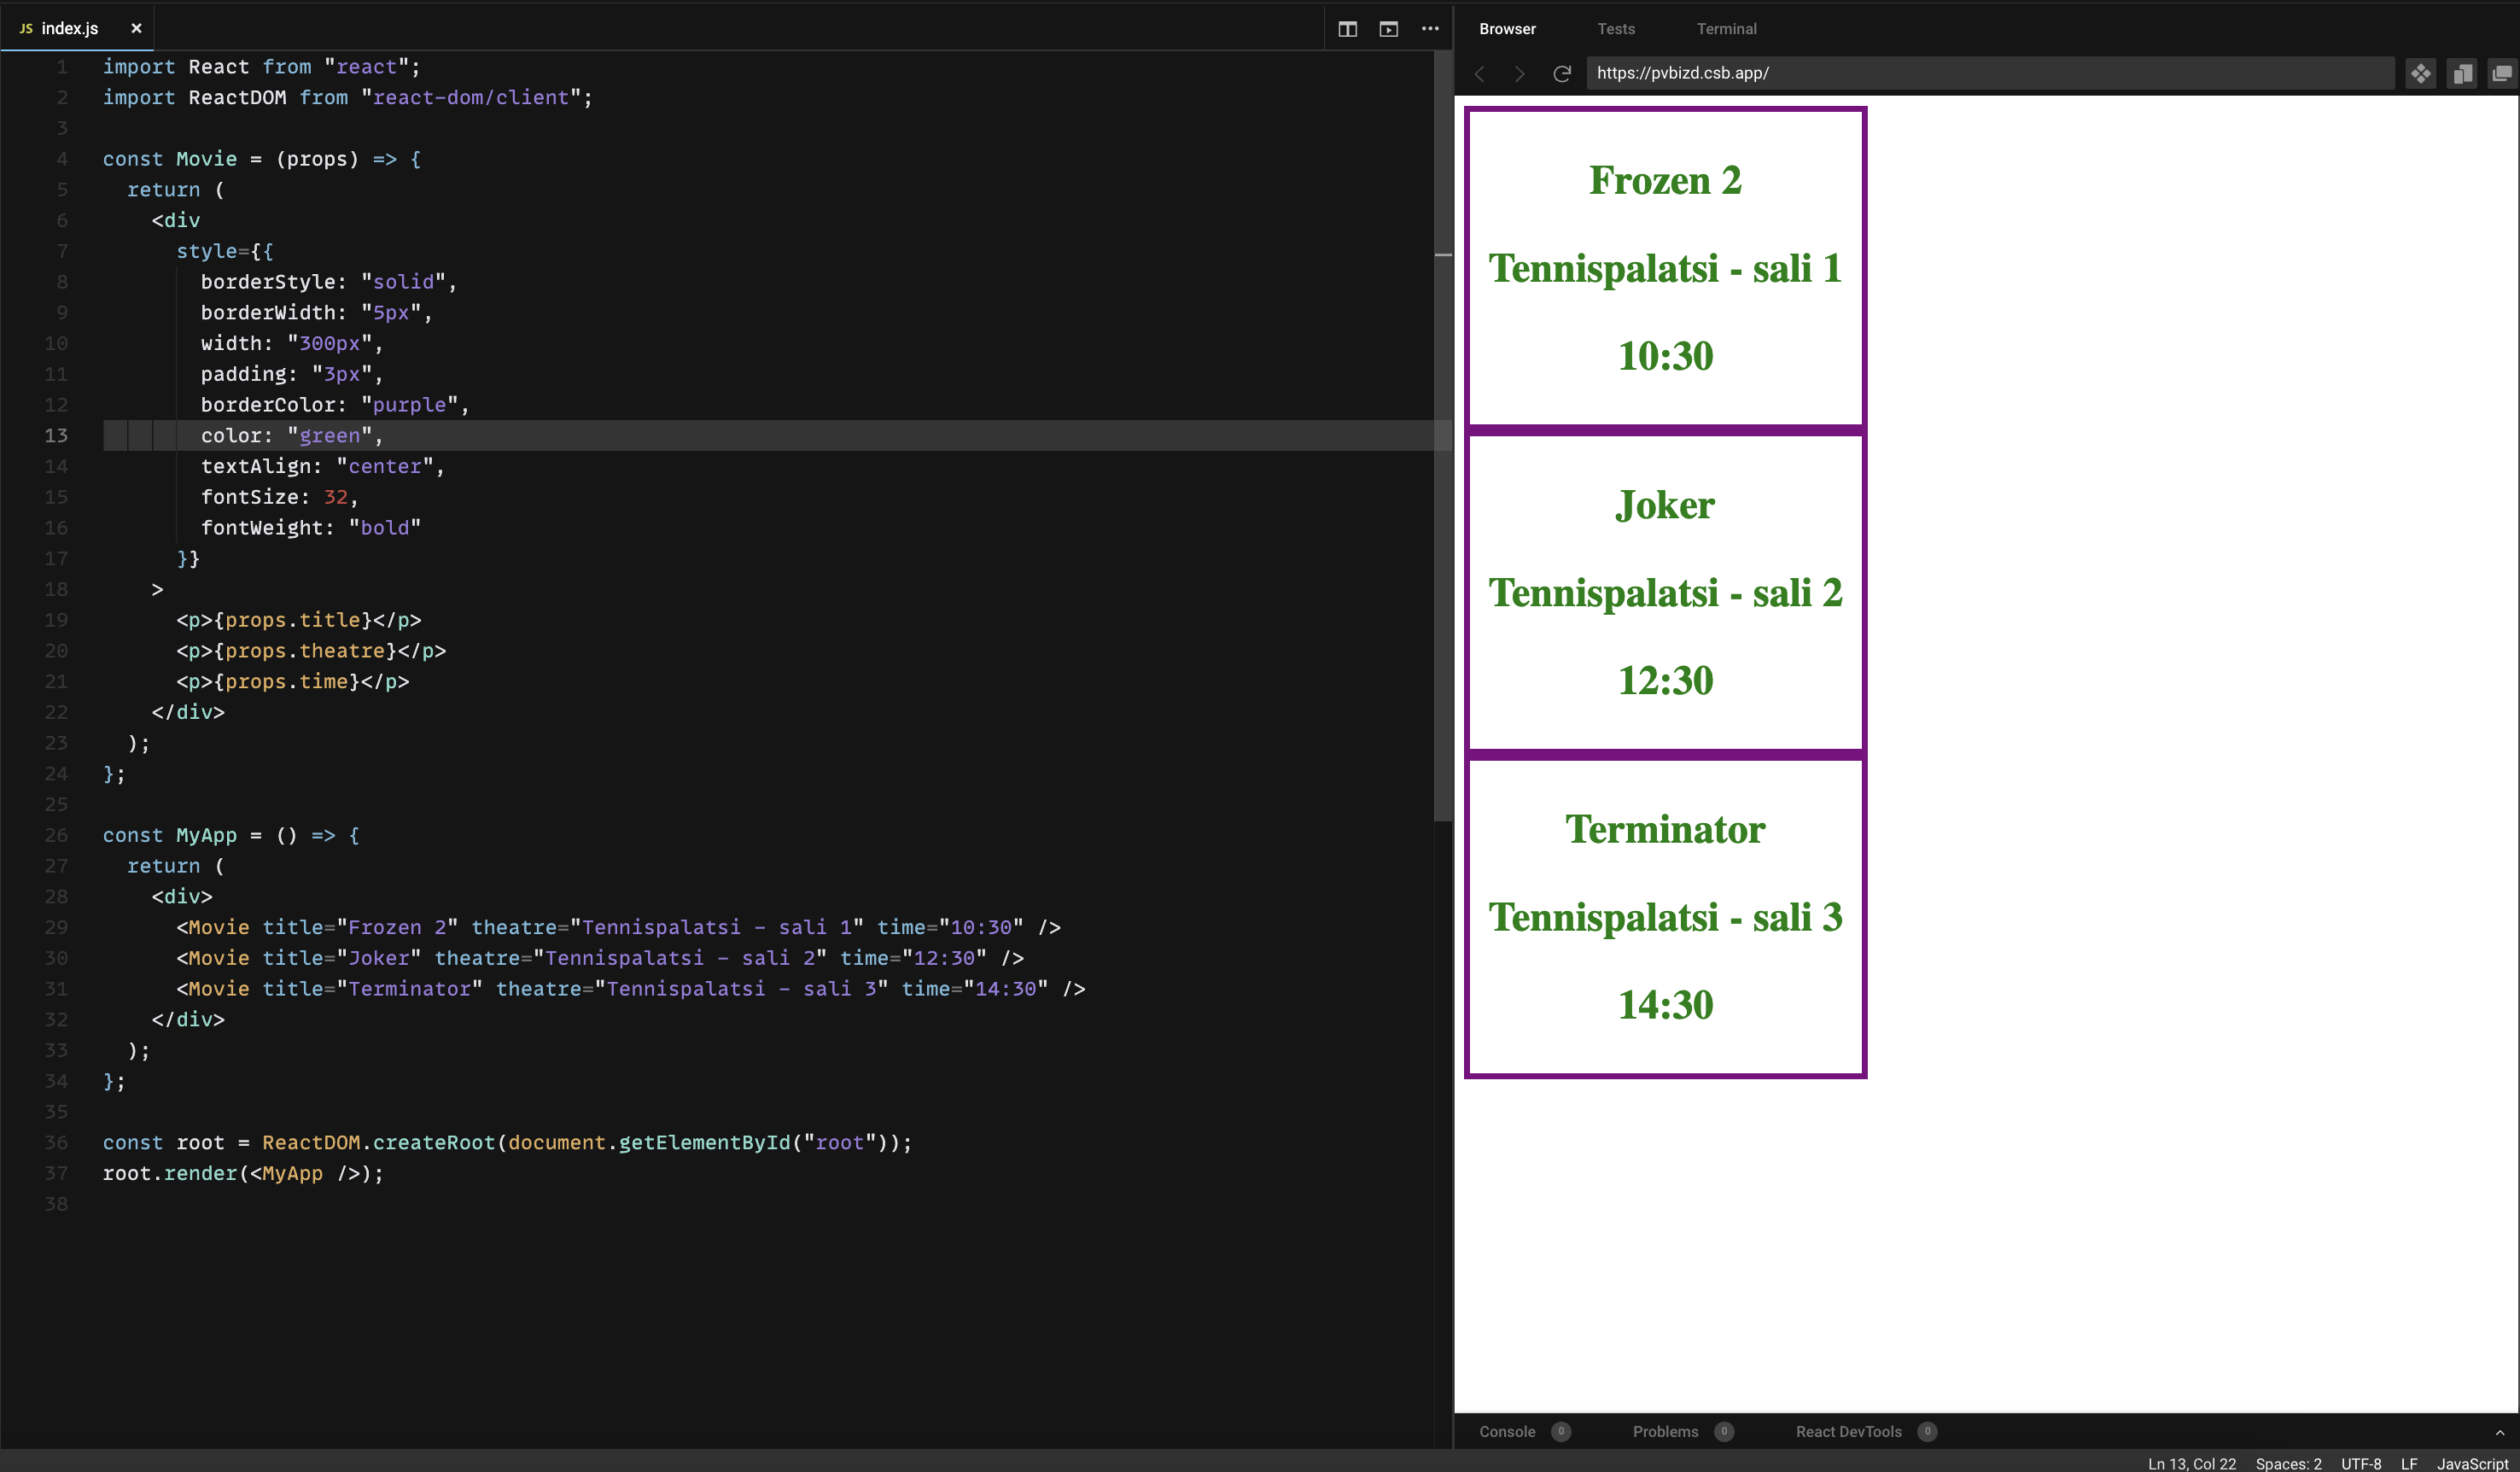 JS index.js ×
1 import React from "react";
2 import ReactDOM from "react-dom/client";
3
4 const Movie = (props) => {
5   return (
6     <div
7       style={{
8         borderStyle: "solid",
9         borderWidth: "5px",
10         width: "300px",
11         padding: "3px",
12         borderColor: "purple",
13         color: "green",
14         textAlign: "center",
15         fontSize: 32,
16         fontWeight: "bold"
17       }}
18     >
19       <p>{props.title}</p>
20       <p>{props.theatre}</p>
21       <p>{props.time}</p>
22     </div>
23   );
24 };
25
26 const MyApp = () => {
27   return (
28     <div>
29       <Movie title="Frozen 2" theatre="Tennispalatsi - sali 1" time="10:30" />
30       <Movie title="Joker" theatre="Tennispalatsi - sali 2" time="12:30" />
31       <Movie title="Terminator" theatre="Tennispalatsi - sali 3" time="14:30" />
32     </div>
33   );
34 };
35
36 const root = ReactDOM.createRoot(document.getElementById("root"));
37 root.render(<MyApp />);
38
Browser Tests Terminal
https://pvbizd.csb.app/
Frozen 2
Tennispalatsi - sali 1
10:30
Joker
Tennispalatsi - sali 2
12:30
Terminator
Tennispalatsi - sali 3
14:30
Console 0 Problems 0 React DevTools 0
Ln 13, Col 22 Spaces: 2 UTF-8 LF JavaScript